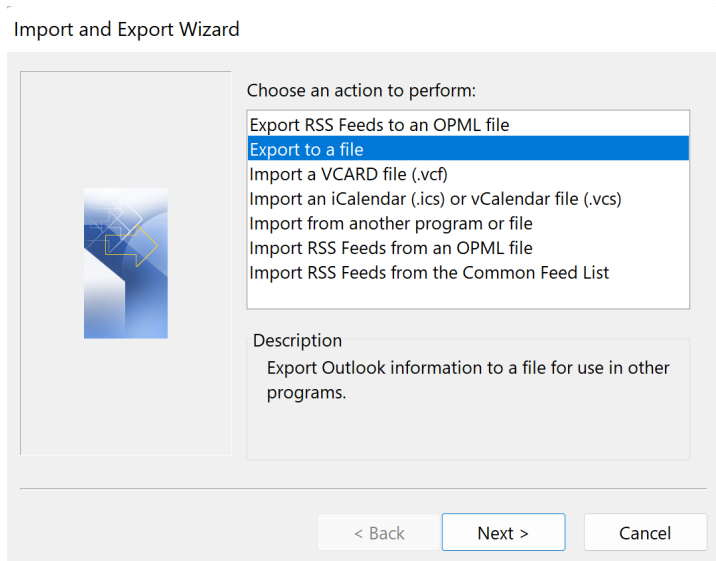 Import and Export Wizard
Choose an action to perform:
Export RSS Feeds to an OPML file
Export to a file
Import a VCARD file (.vcf)
Import an iCalendar (.ics) or vCalendar file (.vcs)
Import from another program or file
Import RSS Feeds from an OPML file
Import RSS Feeds from the Common Feed List
Description
Export Outlook information to a file for use in other
programs.
< Back Next > Cancel